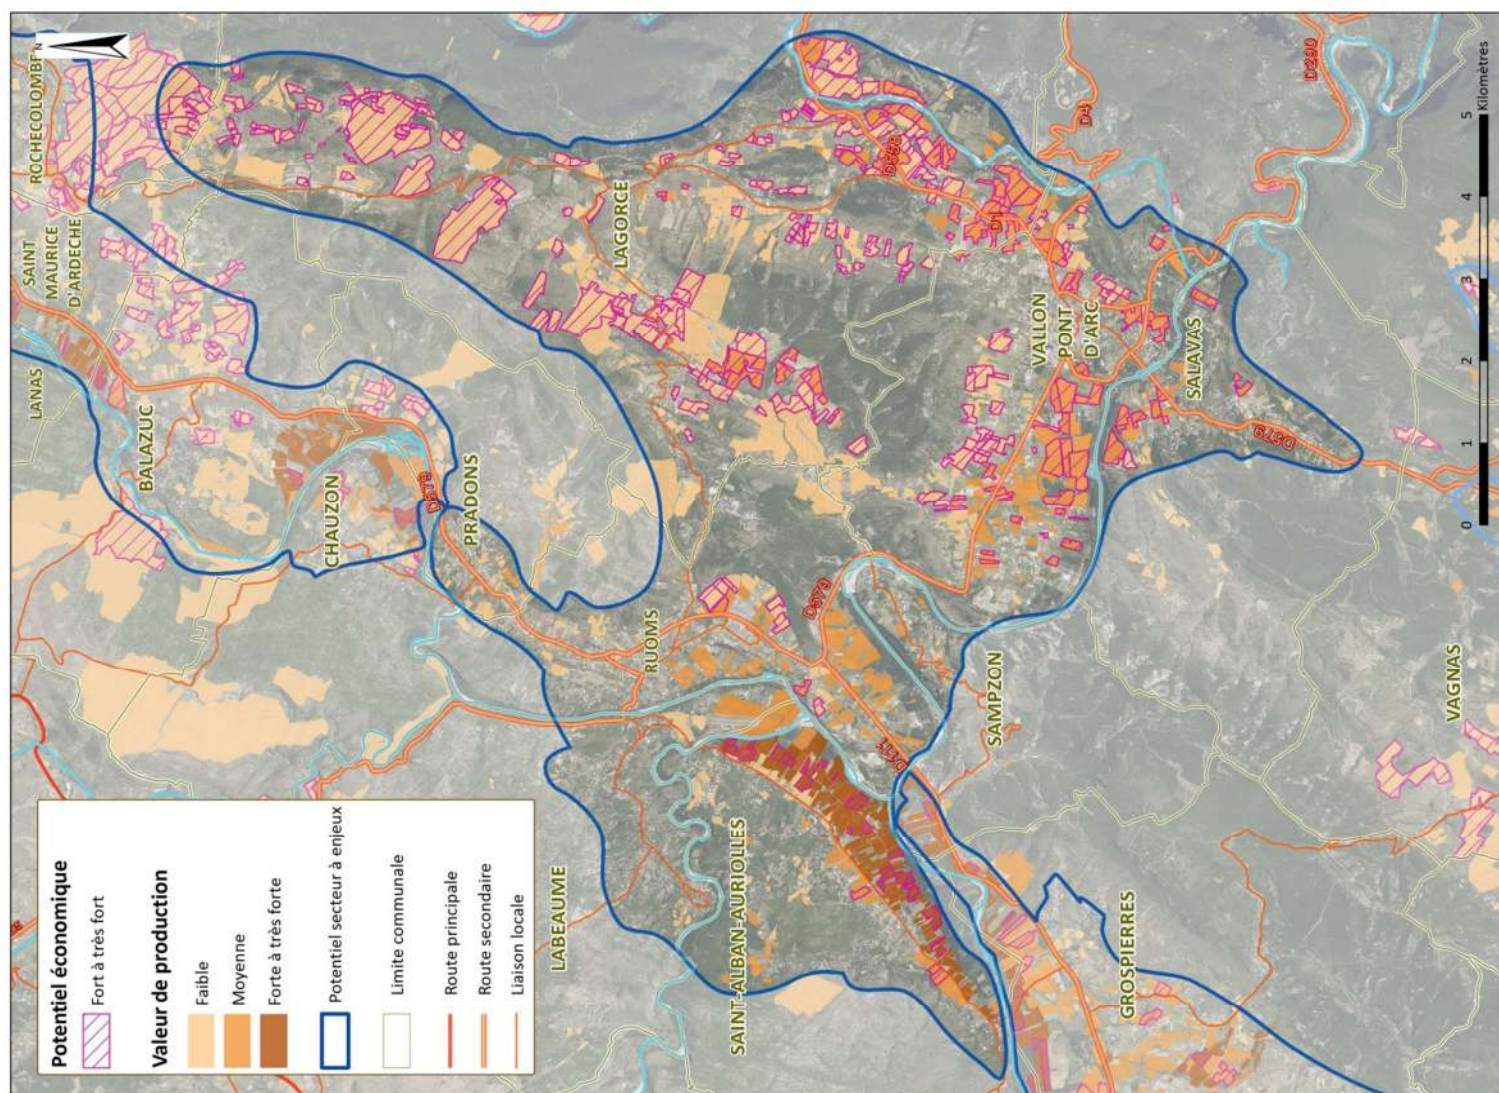 Potentiel économique
Fort à très fort
Valeur de production
Faible
Moyenne
Forte à très forte
Potentiel secteur à enjeux
Limite communale
Route principale
Route secondaire
Liaison locale
N
ROCHECOLOMBE
SAINT
MAURICE
D'ARDECHE
LANAS
BALAZUC
CHAUZON
D579
PRADONS
LAGORCE
D558
D1
D4
D290
VALLON
PONT
D'ARC
SALAVAS
D579
RUOMS
D579
LABEAUME
SAINT-ALBAN-AURIOLLES
D111
SAMPZON
GROSPIERRES
VAGNAS
0
1
2
3
4
5
Kilomètres